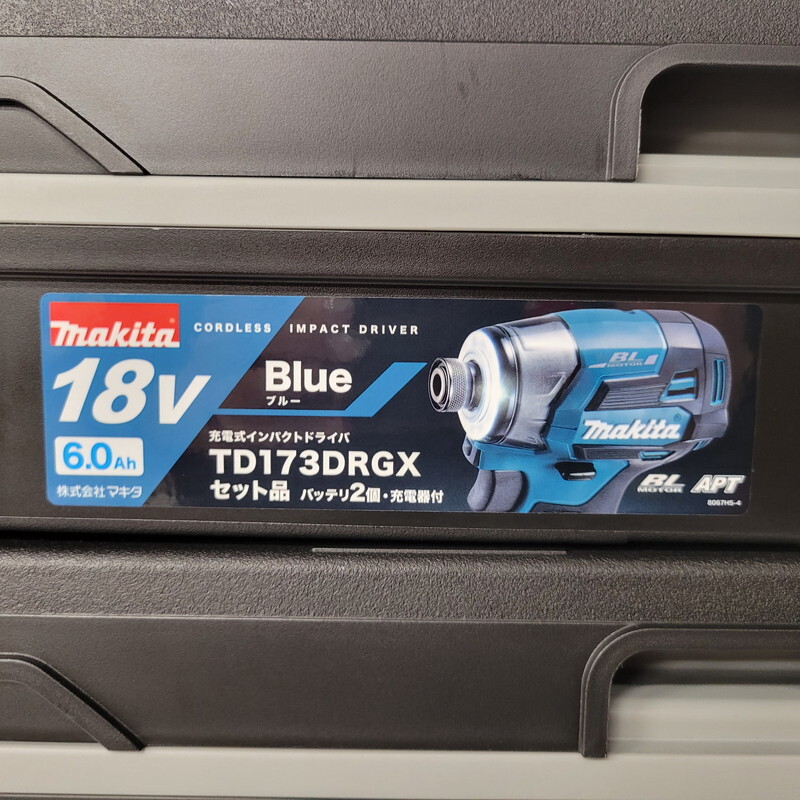 makita CORDLESS IMPACT DRIVER
18V
Blue
ブルー
6.0Ah
株式会社マキタ
充電式インパクトドライバ
TD173DRGX
セット品 バッテリ2個・充電器付
BL
MOTOR
makita
BL
MOTOR
APT
8067H5-4